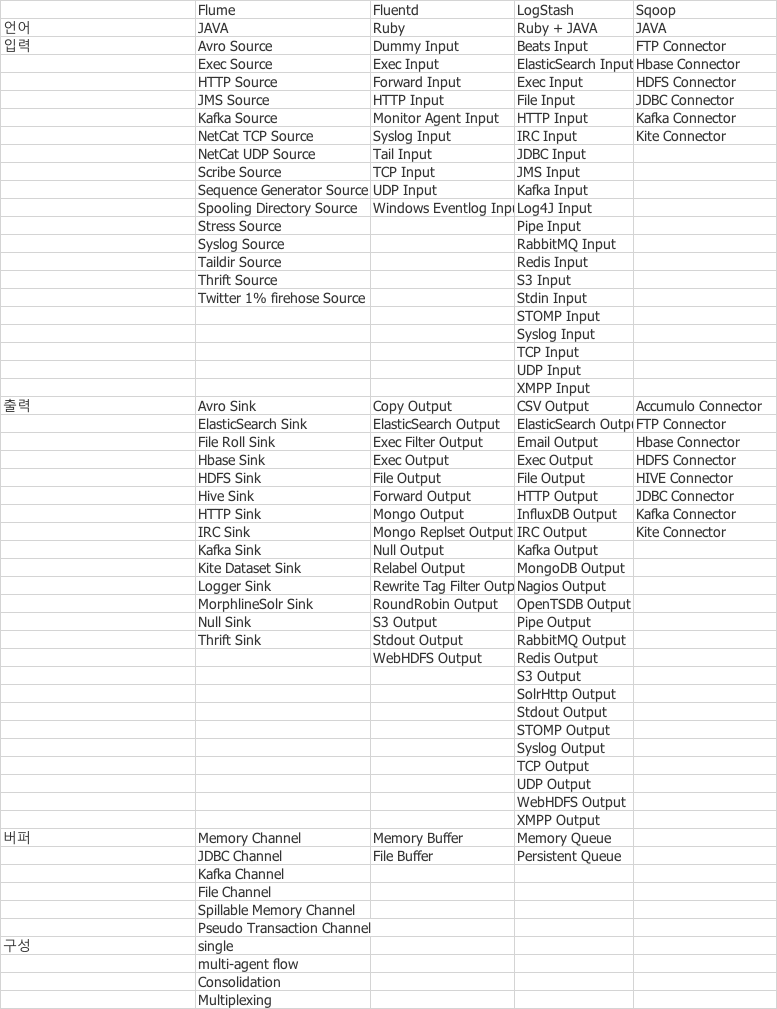 Flume Fluentd LogStash Sqoop
언어 JAVA Ruby Ruby + JAVA JAVA
입력 Avro Source Dummy Input Beats Input FTP Connector
Exec Source Exec Input ElasticSearch Input Hbase Connector
HTTP Source Forward Input Exec Input HDFS Connector
JMS Source HTTP Input File Input JDBC Connector
Kafka Source Monitor Agent Input HTTP Input Kafka Connector
NetCat TCP Source Syslog Input IRC Input Kite Connector
NetCat UDP Source Tail Input JDBC Input
Scribe Source TCP Input JMS Input
Sequence Generator Source UDP Input Kafka Input
Spooling Directory Source Windows Eventlog Inpu Log4J Input
Stress Source Pipe Input
Syslog Source RabbitMQ Input
Taildir Source Redis Input
Thrift Source S3 Input
Twitter 1% firehose Source Stdin Input
STOMP Input
Syslog Input
TCP Input
UDP Input
XMPP Input
출력 Avro Sink Copy Output CSV Output Accumulo Connector
ElasticSearch Sink ElasticSearch Output ElasticSearch Outpu FTP Connector
File Roll Sink Exec Filter Output Email Output Hbase Connector
Hbase Sink Exec Output Exec Output HDFS Connector
HDFS Sink File Output File Output HIVE Connector
Hive Sink Forward Output HTTP Output JDBC Connector
HTTP Sink Mongo Output InfluxDB Output Kafka Connector
IRC Sink Mongo Replset Output IRC Output Kite Connector
Kafka Sink Null Output Kafka Output
Kite Dataset Sink Relabel Output MongoDB Output
Logger Sink Rewrite Tag Filter Outp Nagios Output
MorphlineSolr Sink RoundRobin Output OpenTSDB Output
Null Sink S3 Output Pipe Output
Thrift Sink Stdout Output RabbitMQ Output
WebHDFS Output Redis Output
S3 Output
SolrHttp Output
Stdout Output
STOMP Output
Syslog Output
TCP Output
UDP Output
WebHDFS Output
XMPP Output
버퍼 Memory Channel Memory Buffer Memory Queue
JDBC Channel File Buffer Persistent Queue
Kafka Channel
File Channel
Spillable Memory Channel
Pseudo Transaction Channel
구성 single
multi-agent flow
Consolidation
Multiplexing